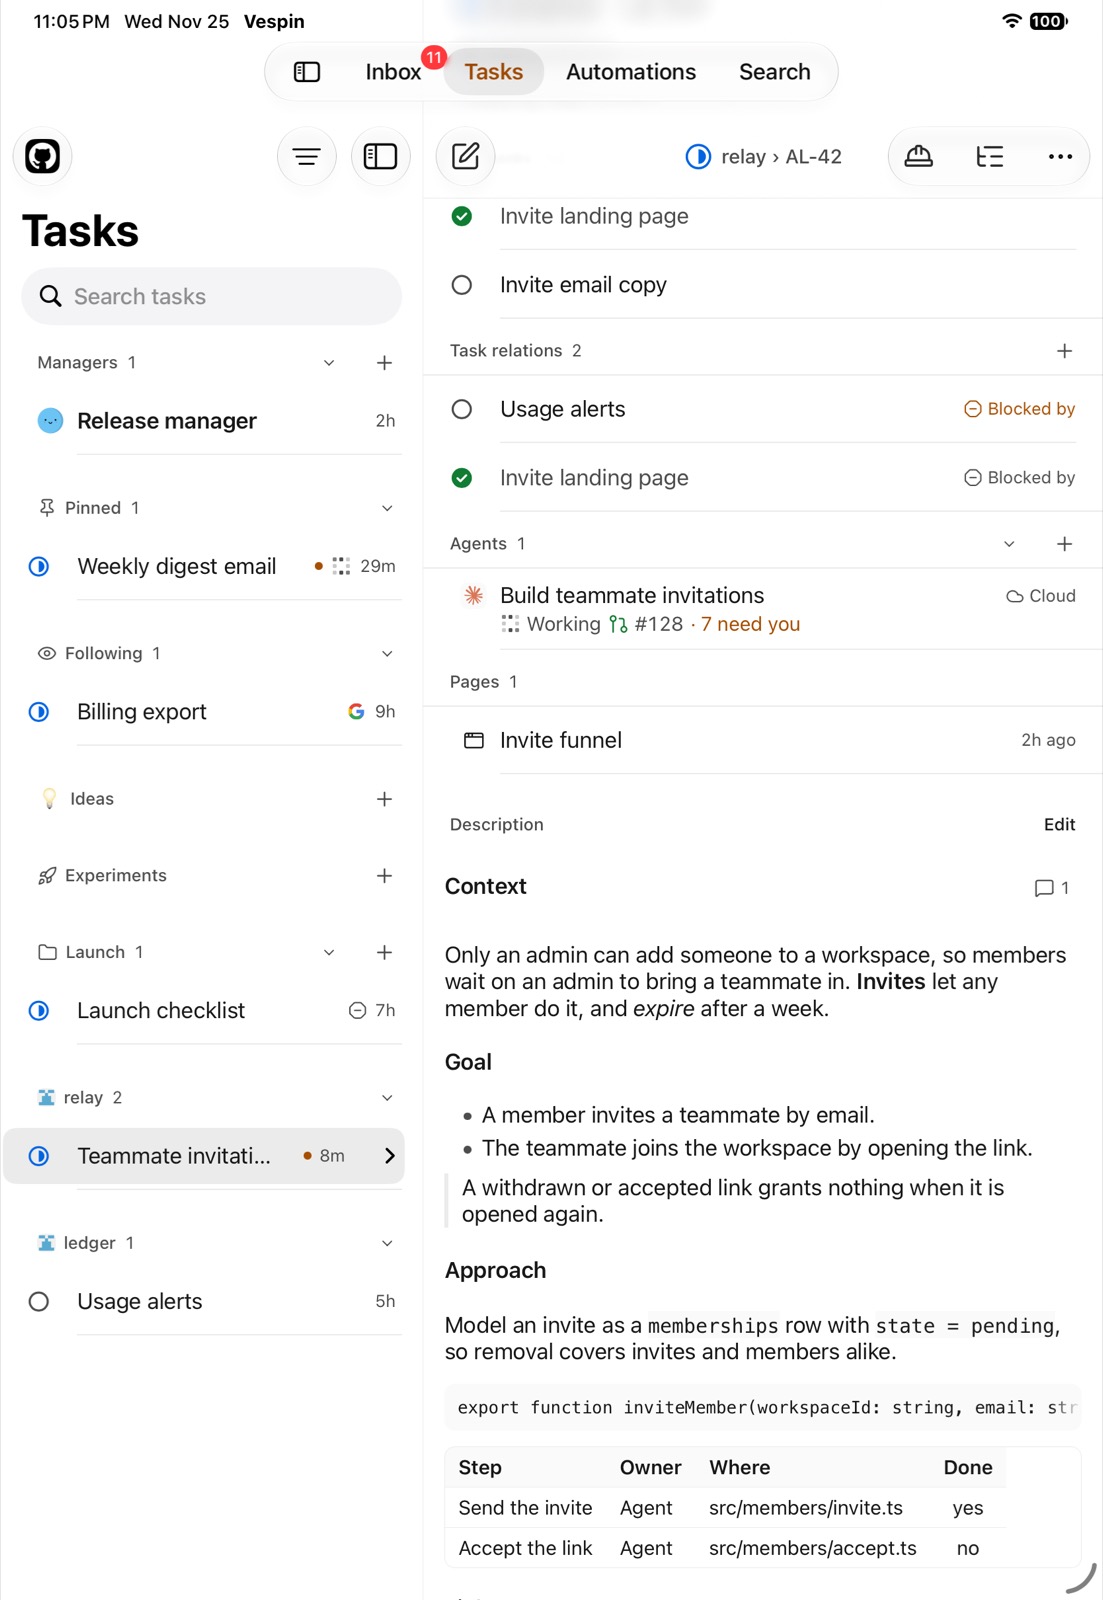 11:05 PM Wed Nov 25 Vespin
100
Inbox 11 Tasks Automations Search
relay › AL-42
Tasks
Search tasks
Managers 1
Release manager 2h
Pinned 1
Weekly digest email 29m
Following 1
Billing export 9h
Ideas
Experiments
Launch 1
Launch checklist 7h
relay 2
Teammate invitati... 8m
ledger 1
Usage alerts 5h
Invite landing page
Invite email copy
Task relations 2
Usage alerts Blocked by
Invite landing page Blocked by
Agents 1
Build teammate invitations Cloud
Working #128 · 7 need you
Pages 1
Invite funnel 2h ago
Description Edit
Context 1
Only an admin can add someone to a workspace, so members
wait on an admin to bring a teammate in. Invites let any
member do it, and expire after a week.
Goal
• A member invites a teammate by email.
• The teammate joins the workspace by opening the link.
A withdrawn or accepted link grants nothing when it is
opened again.
Approach
Model an invite as a memberships row with state = pending,
so removal covers invites and members alike.
export function inviteMember(workspaceId: string, email: str
Step Owner Where Done
Send the invite Agent src/members/invite.ts yes
Accept the link Agent src/members/accept.ts no